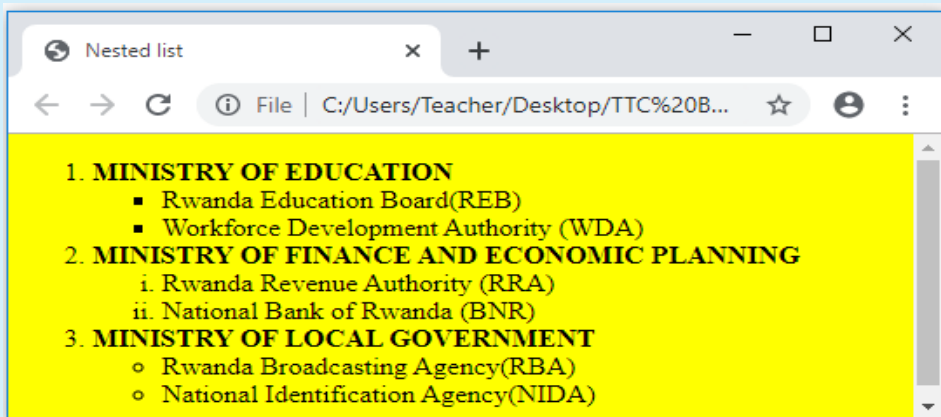 Nested list
File | C:/Users/Teacher/Desktop/TTC%20B...
1. MINISTRY OF EDUCATION
▪ Rwanda Education Board(REB)
▪ Workforce Development Authority (WDA)
2. MINISTRY OF FINANCE AND ECONOMIC PLANNING
i. Rwanda Revenue Authority (RRA)
ii. National Bank of Rwanda (BNR)
3. MINISTRY OF LOCAL GOVERNMENT
○ Rwanda Broadcasting Agency(RBA)
○ National Identification Agency(NIDA)